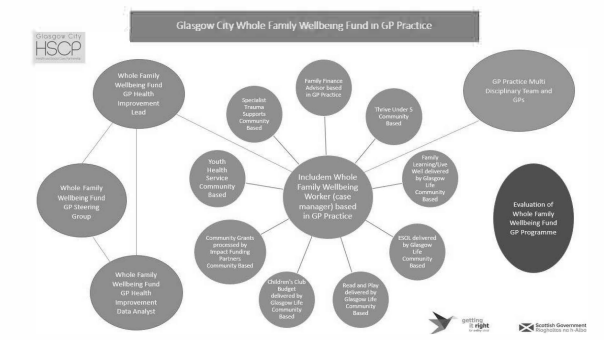 Glasgow City Whole Family Wellbeing Fund in GP Practice
Glasgow City
HSCP
Whole Family
Wellbeing Fund
GP Health
Improvement
Lead
Specialist
Trauma
Supports
Community
Based
Family Finance
Advisor based
in GP Practice
Thrive Under 5
Community
Based
GP Practice Multi
Disciplinary Team and
GPs
Youth
Health
Service
Community
Based
Includem Whole
Family Wellbeing
Worker (case
manager) based
in GP Practice
Family
Learning/Live
Well delivered
by Glasgow
Life
Community
Based
Whole Family
Wellbeing Fund
GP Steering
Group
Evaluation of
Whole Family
Wellbeing Fund
GP Programme
Community Grants
processed by
Impact Funding
Partners
Community Based
ESOL delivered
by Glasgow
Life
Community
Based
Whole Family
Wellbeing Fund
GP Health
Improvement
Data Analyst
Children's Club
Budget
delivered by
Glasgow Life
Community
Based
Read and Play
delivered by
Glasgow Life
Community
Based
getting
it right
Scottish Government
Riaghaltas na h-Alba